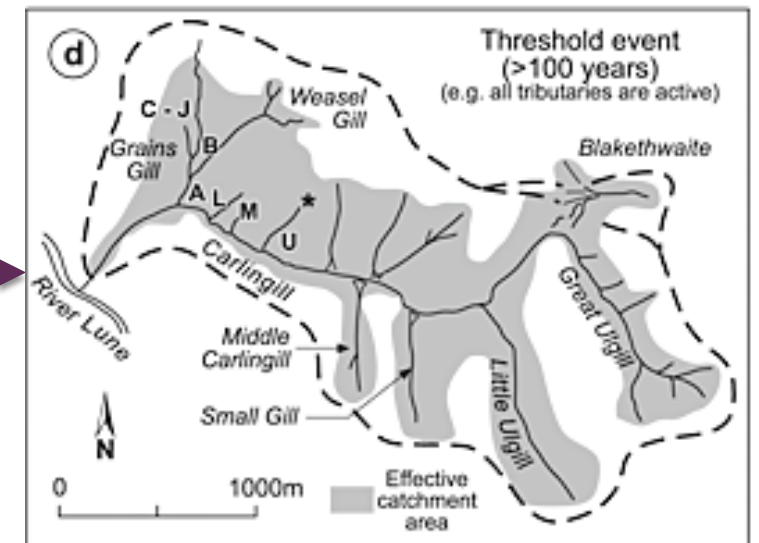 d
Threshold event
(>100 years)
(e.g. all tributaries are active)
Weasel
Gill
C - J
Grains
Gill
B
Blakethwaite
A
L
M
*
U
Carlingill
River Lune
Great Ulgill
Middle
Carlingill
Little Ulgill
Small Gill
N
0
1000m
Effective
catchment
area